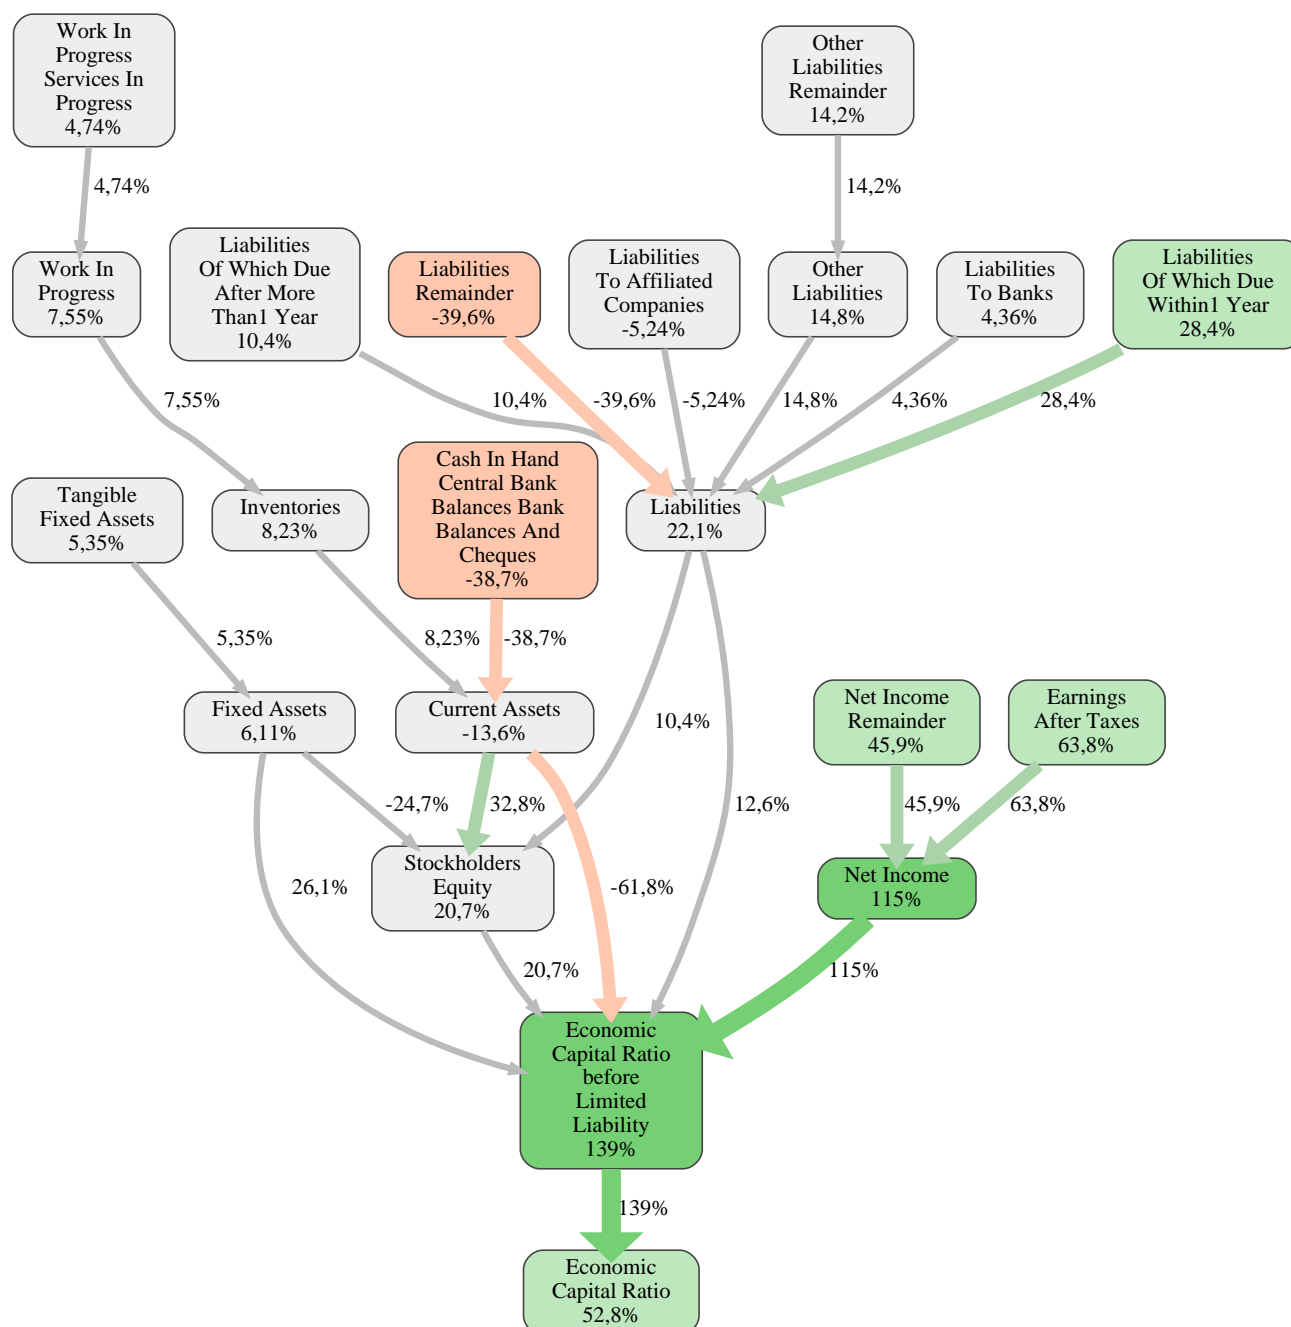 Work In
Progress
Services In
Progress
4,74%
Other
Liabilities
Remainder
14,2%
4,74%
14,2%
Work In
Progress
7,55%
Liabilities
Of Which Due
After More
Than1 Year
10,4%
Liabilities
Remainder
-39,6%
Liabilities
To Affiliated
Companies
-5,24%
Other
Liabilities
14,8%
Liabilities
To Banks
4,36%
Liabilities
Of Which Due
Within1 Year
28,4%
7,55%
10,4%
-39,6%
-5,24%
14,8%
4,36%
28,4%
Tangible
Fixed Assets
5,35%
Inventories
8,23%
Cash In Hand
Central Bank
Balances Bank
Balances And
Cheques
-38,7%
Liabilities
22,1%
5,35%
8,23%
-38,7%
Fixed Assets
6,11%
Current Assets
-13,6%
10,4%
Net Income
Remainder
45,9%
Earnings
After Taxes
63,8%
-24,7%
32,8%
12,6%
45,9%
63,8%
26,1%
Stockholders
Equity
20,7%
-61,8%
Net Income
115%
20,7%
115%
Economic
Capital Ratio
before
Limited
Liability
139%
139%
Economic
Capital Ratio
52,8%